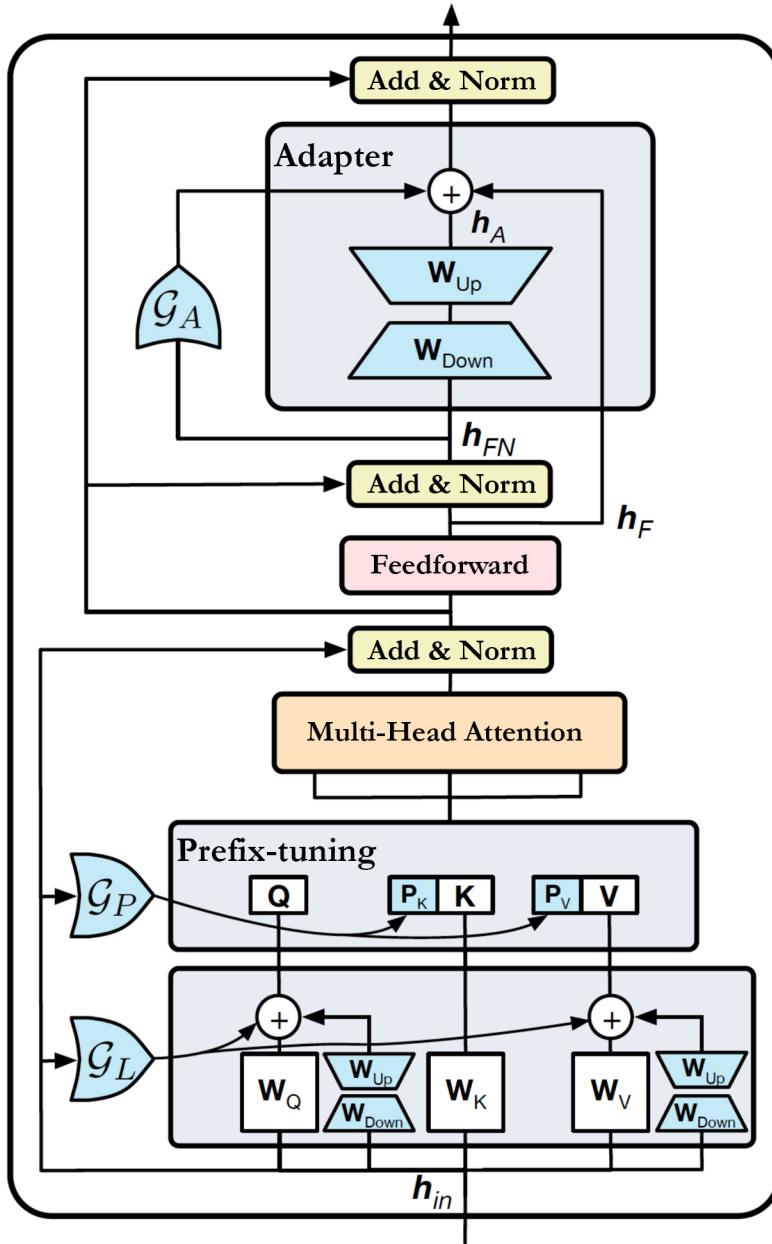 Add & Norm
Adapter
+
h_A
W_Up
G_A
W_Down
h_FN
Add & Norm
h_F
Feedforward
Add & Norm
Multi-Head Attention
Prefix-tuning
G_P
Q P_K K P_V V
+ +
G_L
W_Q W_Up W_Down W_K W_V W_Up W_Down
h_in